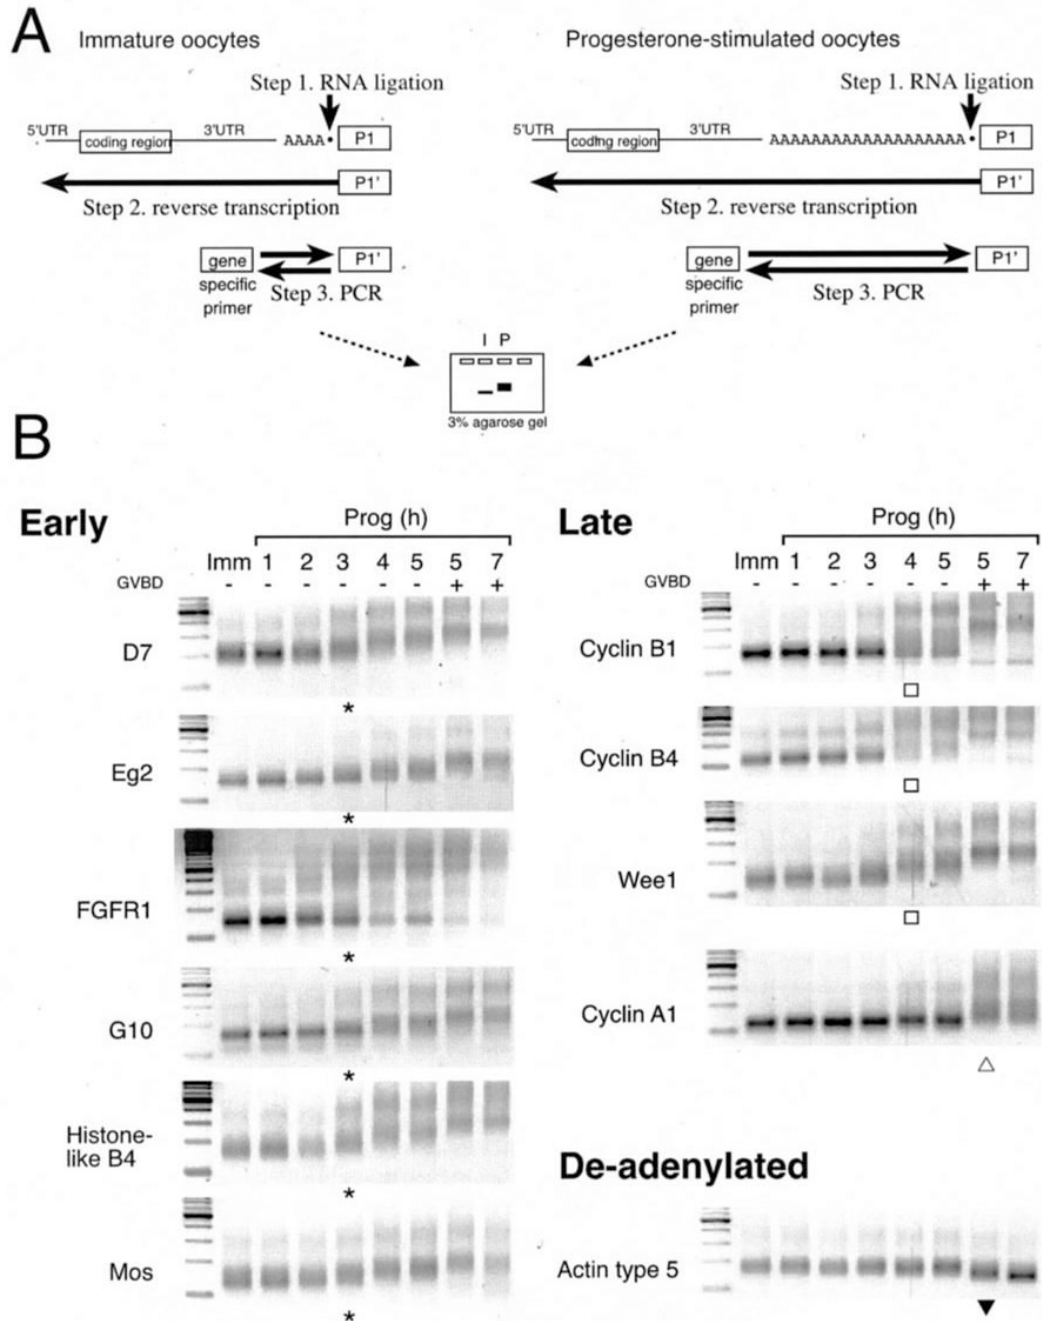 A
Immature oocytes
Progesterone-stimulated oocytes
Step 1. RNA ligation
Step 1. RNA ligation
5'UTR
coding region
3'UTR
AAAA
P1
5'UTR
coding region
3'UTR
AAAAAAAAAAAAAAAAAA
P1
P1'
P1'
Step 2. reverse transcription
Step 2. reverse transcription
gene
specific
primer
P1'
Step 3. PCR
gene
specific
primer
P1'
Step 3. PCR
I P
3% agarose gel
B
Early
Prog (h)
Imm 1 2 3 4 5 5 7
GVBD - - - - - - + +
D7
*
Eg2
*
FGFR1
*
G10
*
Histone-
like B4
*
Mos
*
Late
Prog (h)
Imm 1 2 3 4 5 5 7
GVBD - - - - - - + +
Cyclin B1
□
Cyclin B4
□
Wee1
□
Cyclin A1
△
De-adenylated
Actin type 5
▼